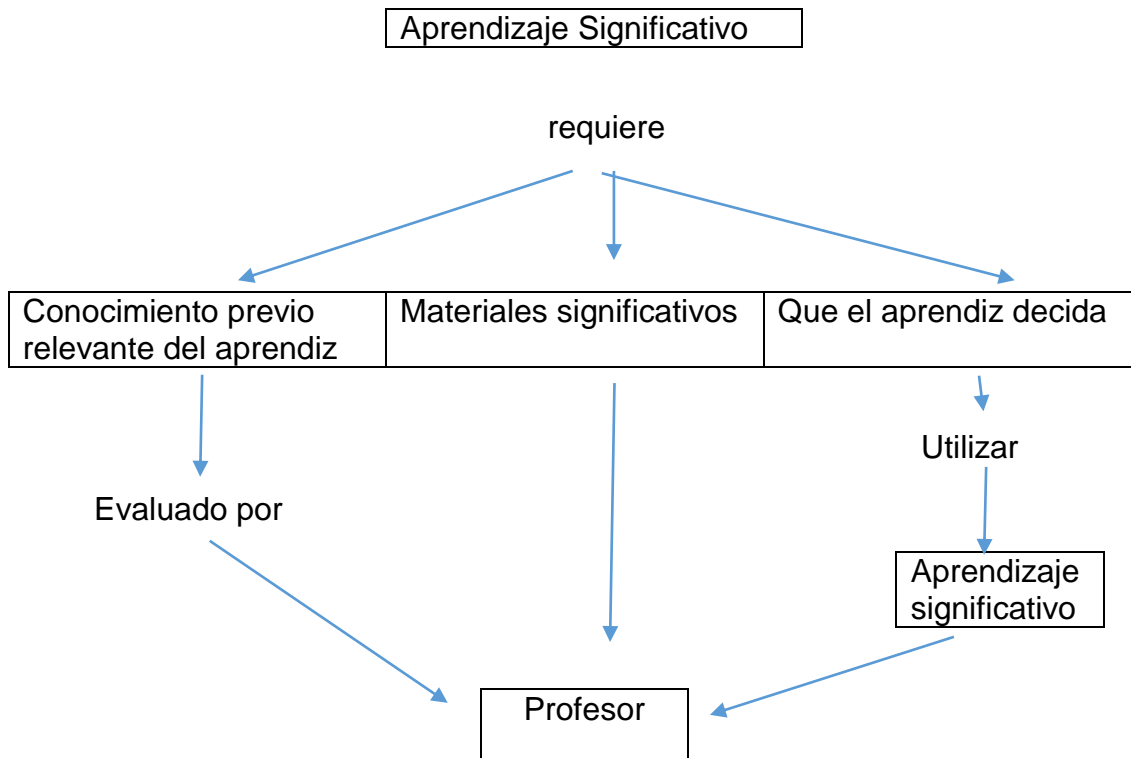 Aprendizaje Significativo
requiere
Conocimiento previo
relevante del aprendiz
Materiales significativos
Que el aprendiz decida
Utilizar
Evaluado por
Aprendizaje
significativo
Profesor